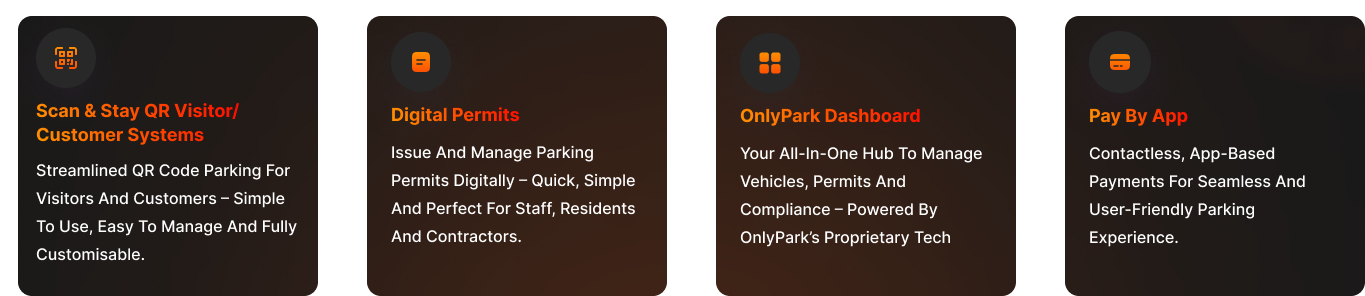 Scan & Stay QR Visitor/
Customer Systems
Streamlined QR Code Parking For
Visitors And Customers – Simple
To Use, Easy To Manage And Fully
Customisable.
Digital Permits
Issue And Manage Parking
Permits Digitally – Quick, Simple
And Perfect For Staff, Residents
And Contractors.
OnlyPark Dashboard
Your All-In-One Hub To Manage
Vehicles, Permits And
Compliance – Powered By
OnlyPark’s Proprietary Tech
Pay By App
Contactless, App-Based
Payments For Seamless And
User-Friendly Parking
Experience.